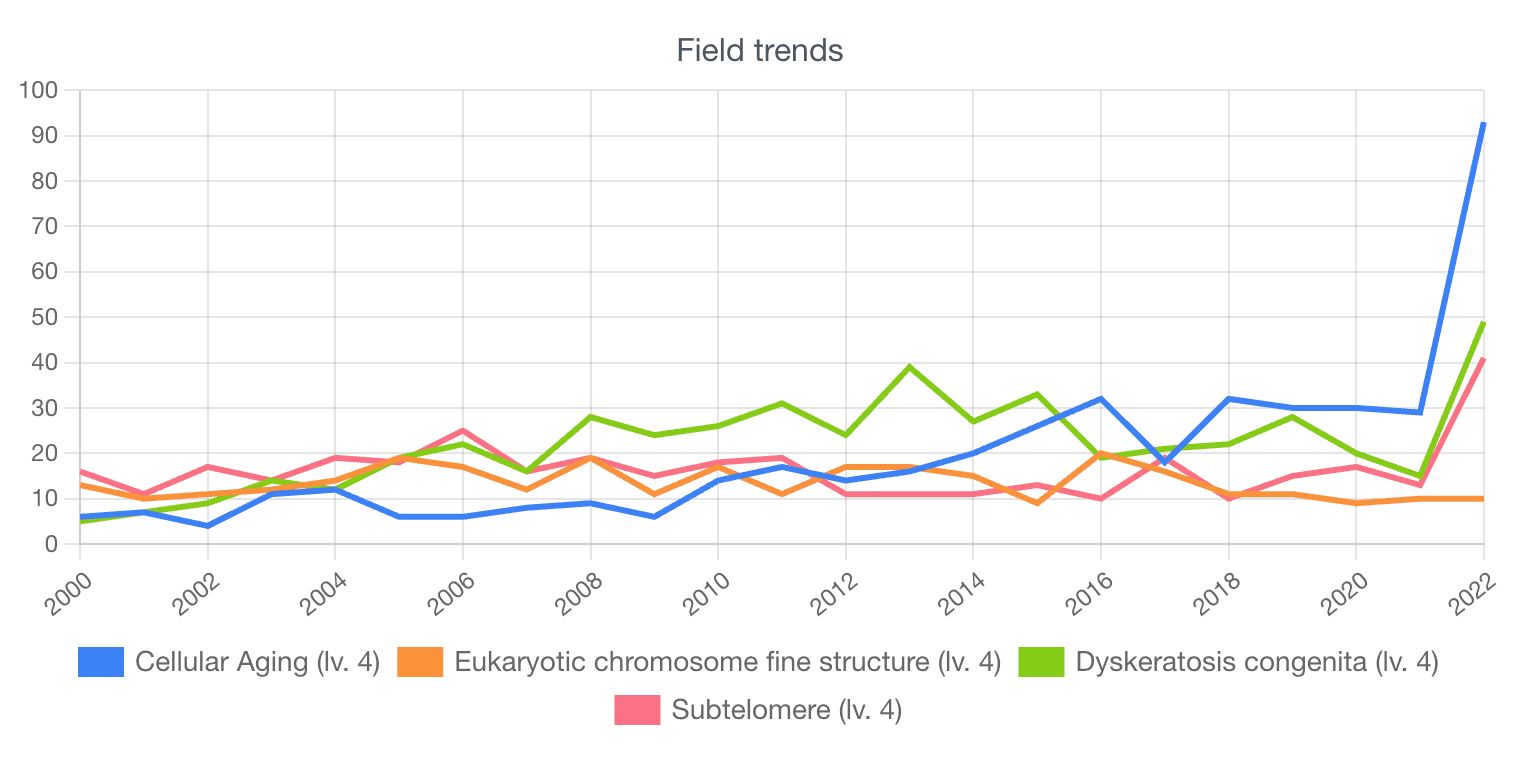 Field trends
100
90
80
70
60
50
40
30
20
10
0
2000 2002 2004 2006 2008 2010 2012 2014 2016 2018 2020 2022
Cellular Aging (lv. 4) Eukaryotic chromosome fine structure (lv. 4) Dyskeratosis congenita (lv. 4)
Subtelomere (lv. 4)